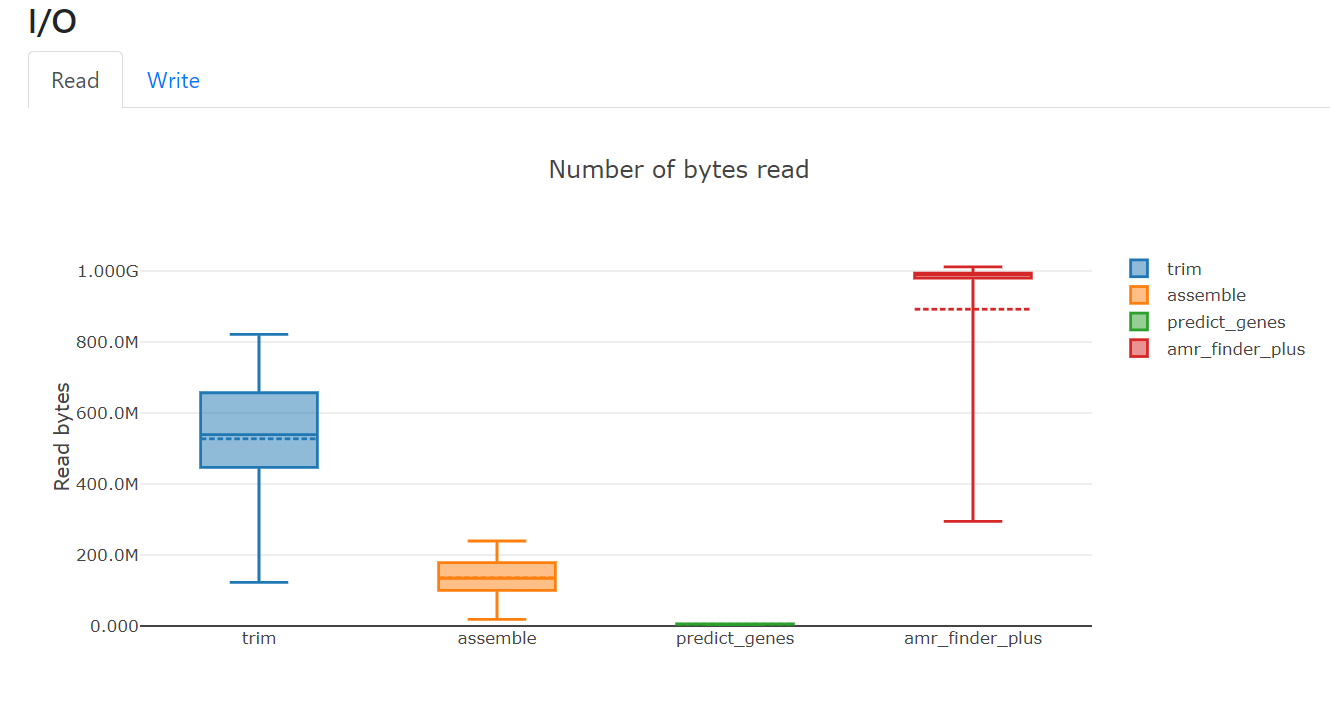 I/O
Read Write
Number of bytes read
1.000G
800.0M
600.0M
400.0M
200.0M
0.000
Read bytes
trim assemble predict_genes amr_finder_plus
trim
assemble
predict_genes
amr_finder_plus